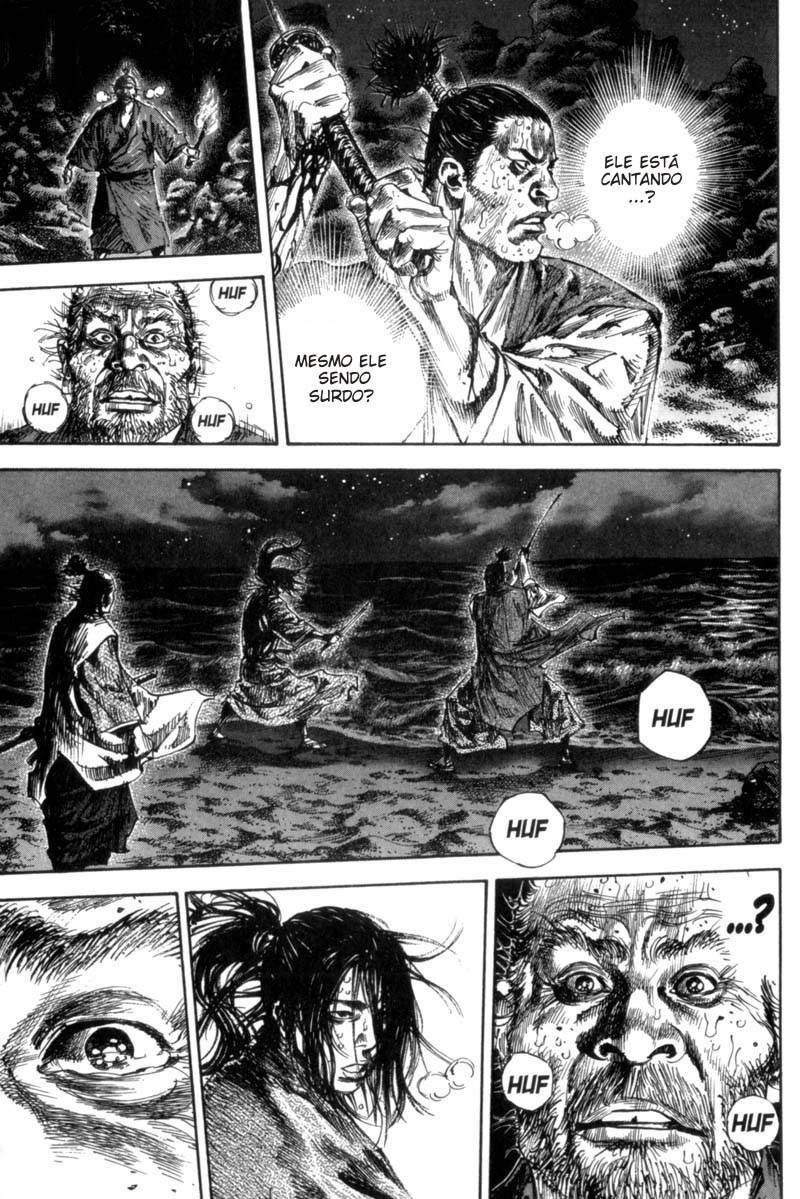 ELE ESTÁ
CANTANDO
...?
MESMO ELE
SENDO
SURDO?
HUF
HUF
HUF
HUF
HUF
...?
HUF
HUF